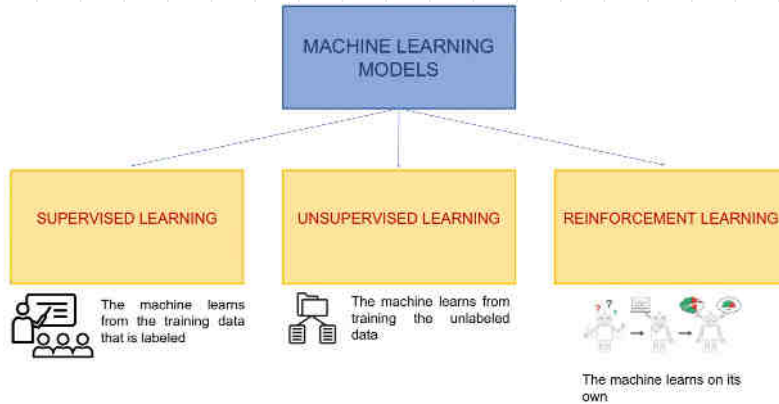 MACHINE LEARNING
MODELS
SUPERVISED LEARNING
UNSUPERVISED LEARNING
REINFORCEMENT LEARNING
The machine learns
from the training data
that is labeled
The machine learns from
training the unlabeled
data
? ?
?
The machine learns on its
own